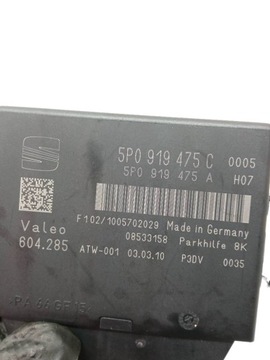 5P0 919 475 C 0005
5P0 919 475 A H07
F102/1005702029 Made in Germany
Valeo 08533158 Parkhilfe 8K
604.285 ATW-001 03.03.10 P3DV 0035